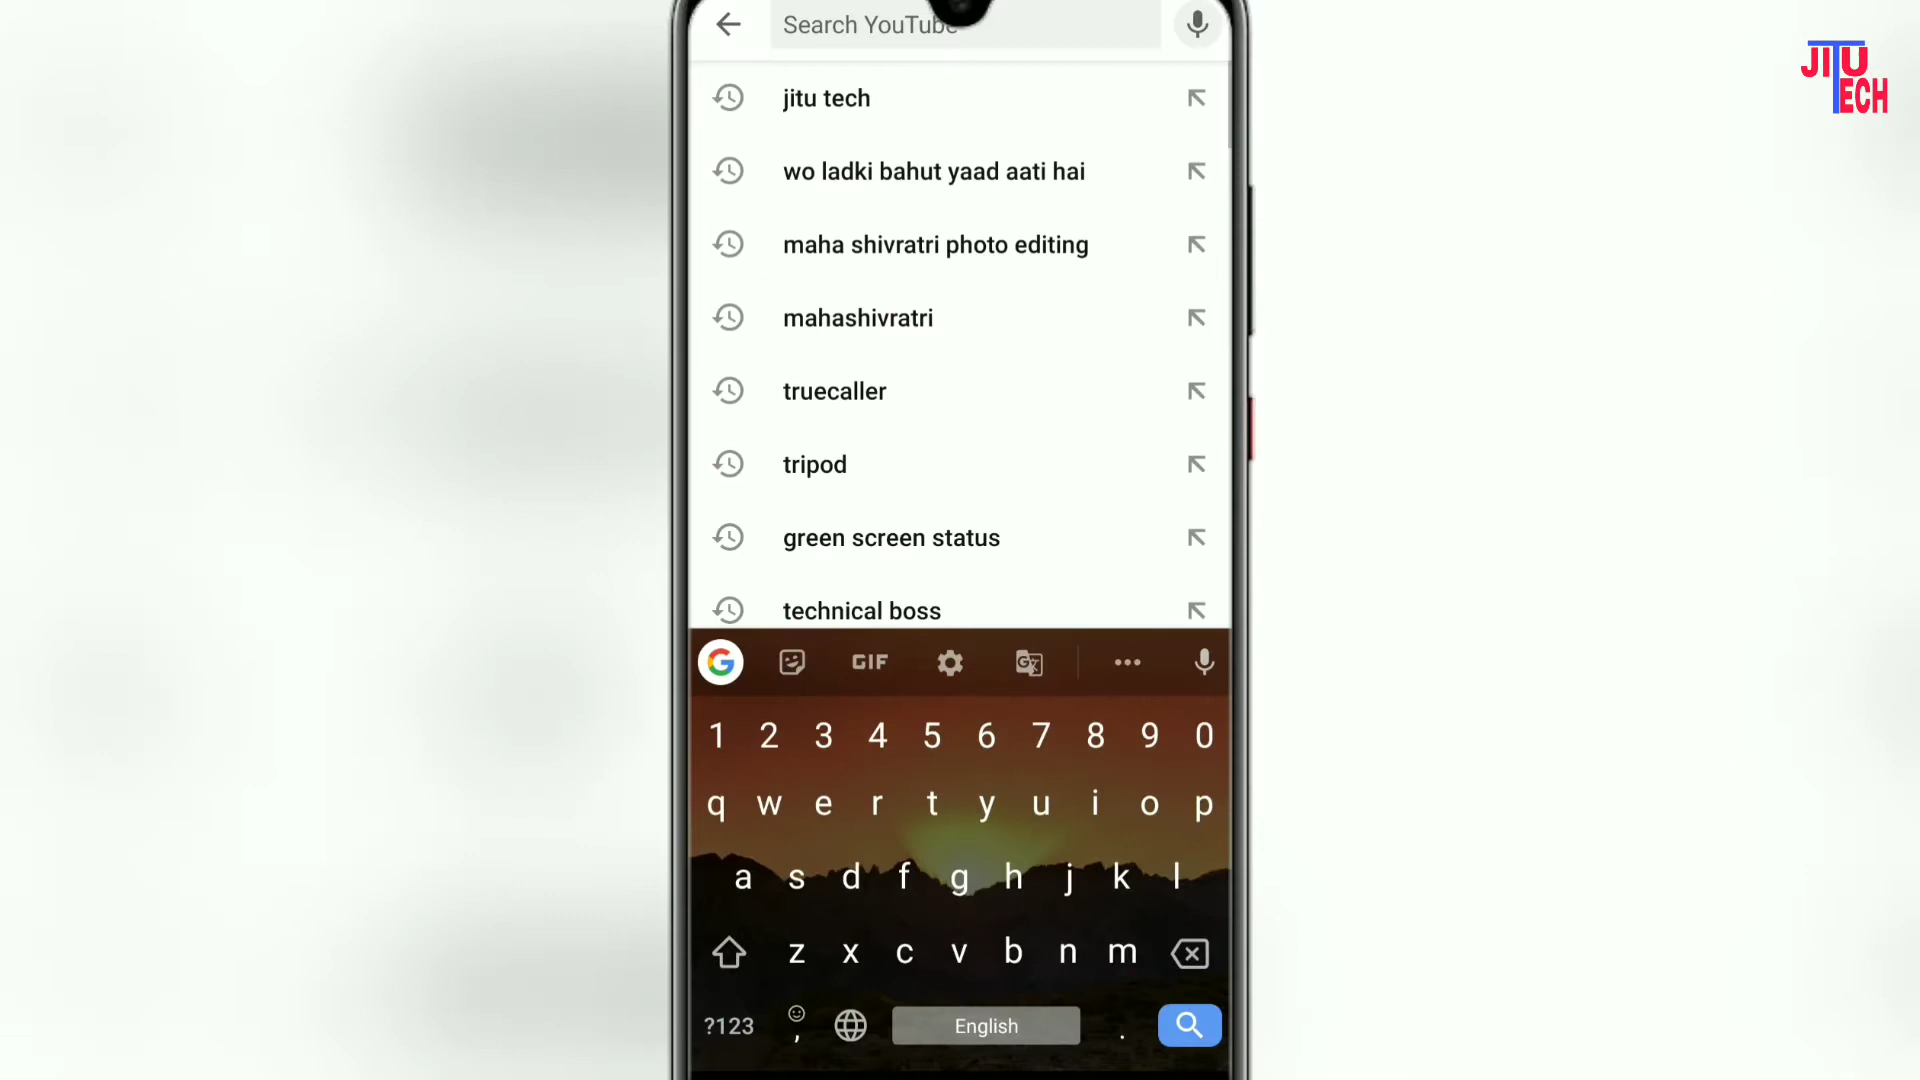 Search YouTube
JITU
TECH
jitu tech
wo ladki bahut yaad aati hai
maha shivratri photo editing
mahashivratri
truecaller
tripod
green screen status
technical boss
G GIF G
1 2 3 4 5 6 7 8 9 0
q w e r t y u i o p
a s d f g h j k l
z x c v b n m
?123 , English .